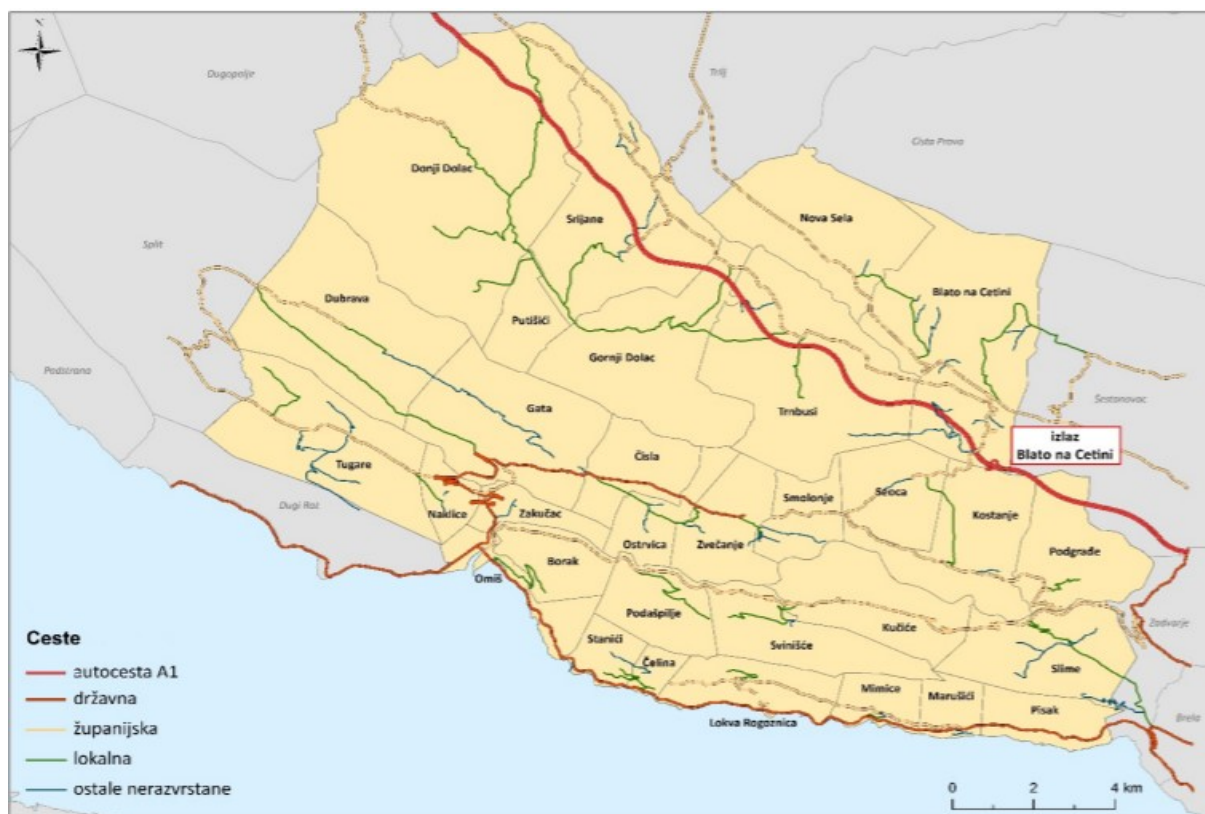 N
Dugopolje
Trilj
Cista Provo
Donji Dolac
Srijane
Nova Sela
Split
Dubrava
Blato na Cetini
Putišići
Gornji Dolac
Podstrana
Šestanovac
Gata
Trnbusi
izlaz
Blato na Cetini
Čisla
Tugare
Smolonje
Seoca
Kostanje
Dugi Rat
Naklice
Zakučac
Ostrvica
Zvečanje
Podgrađe
Borak
Omiš
Podašpilje
Kučiće
Zadvarje
Stanići
Svinišće
Čelina
Slime
Mimice
Marušići
Pisak
Lokva Rogoznica
Brela
Ceste
autocesta A1
državna
županijska
lokalna
ostale nerazvrstane
0 2 4 km